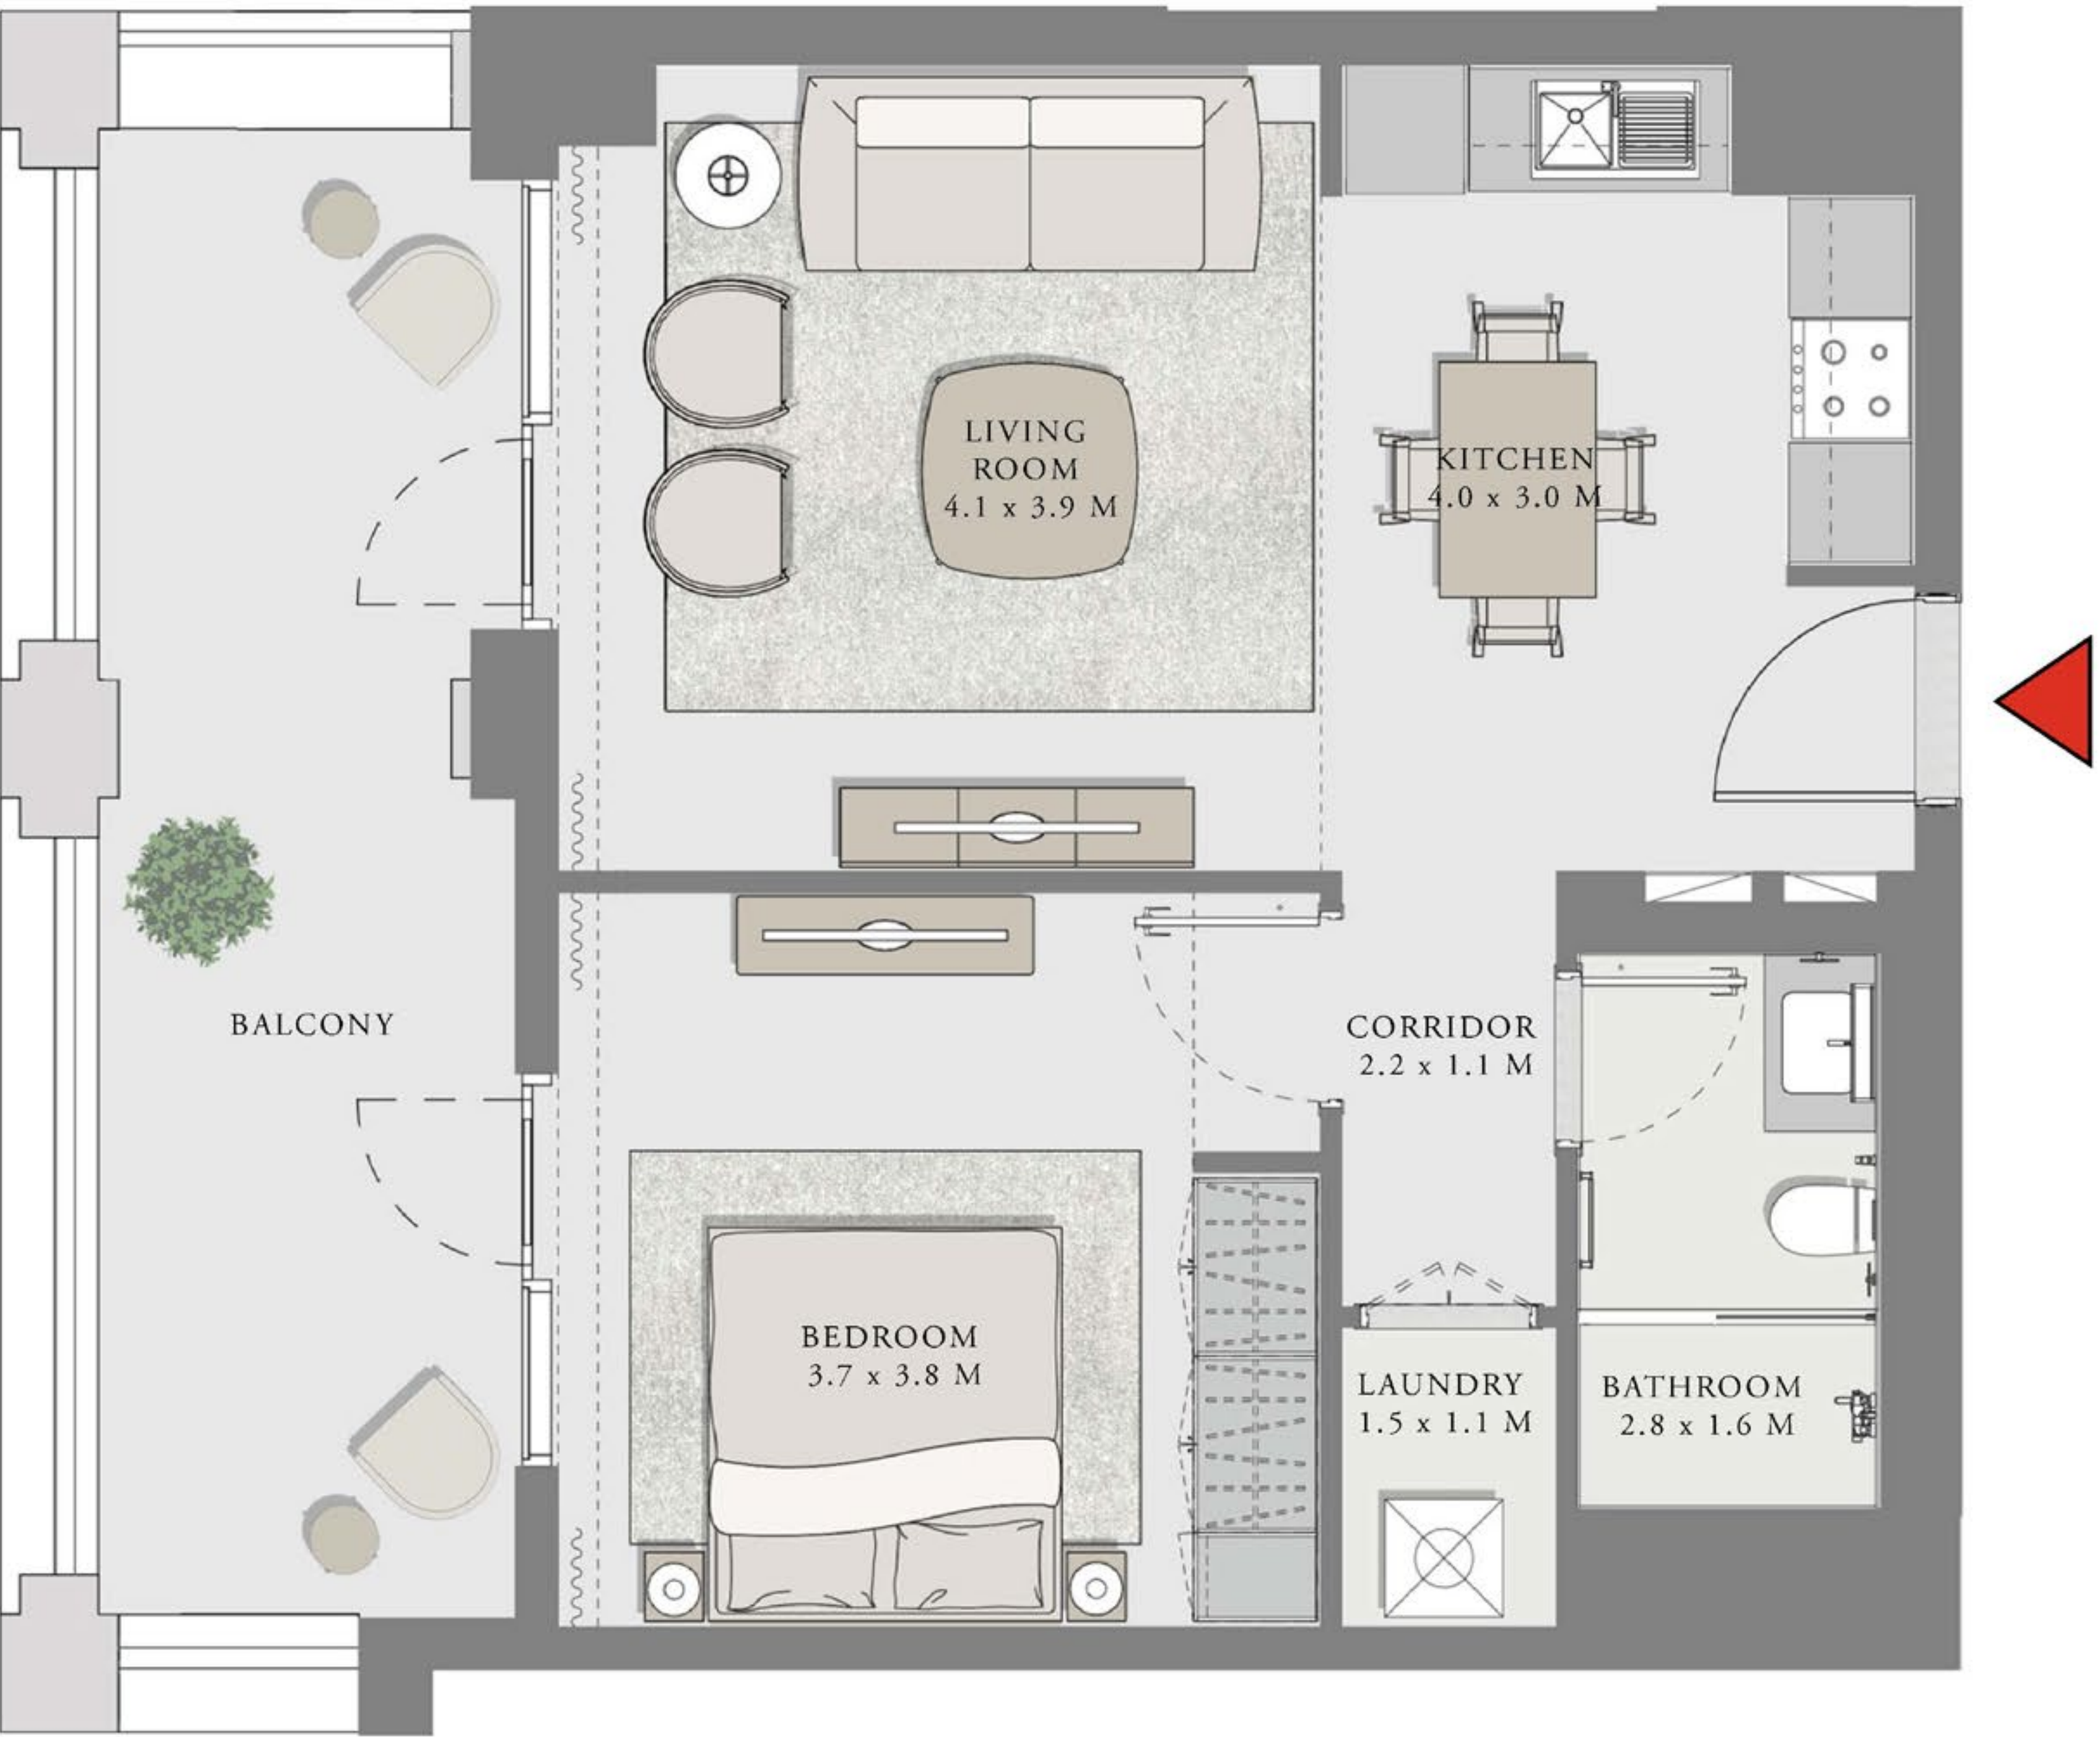 LIVING
ROOM
4.1 x 3.9 M
KITCHEN
4.0 x 3.0 M
BALCONY
CORRIDOR
2.2 x 1.1 M
BEDROOM
3.7 x 3.8 M
LAUNDRY
1.5 x 1.1 M
BATHROOM
2.8 x 1.6 M